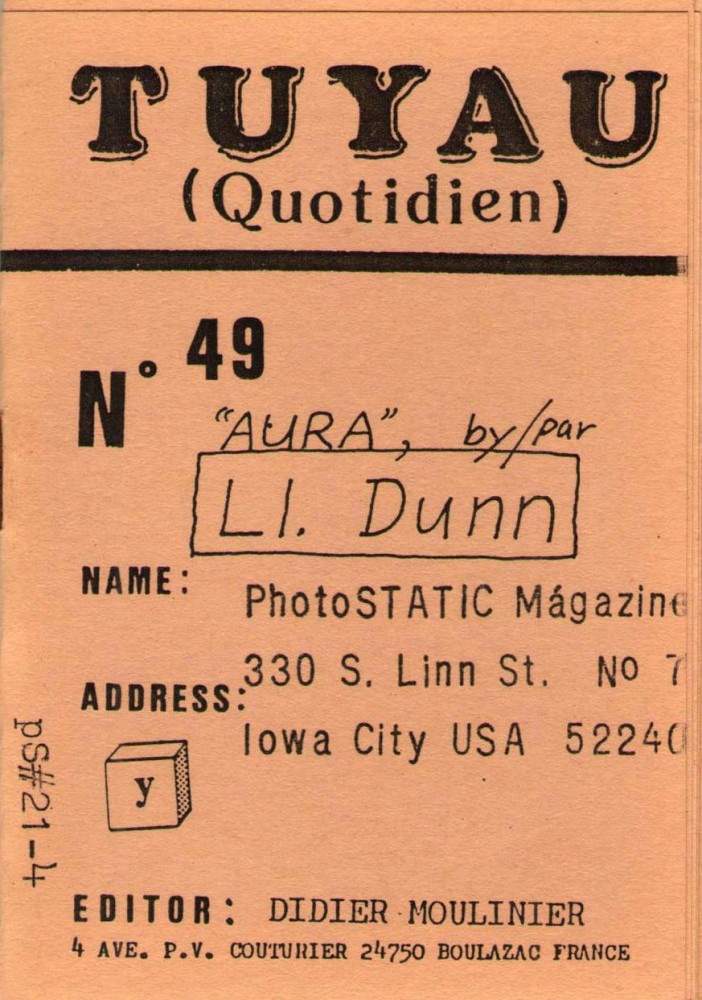 TUYAU
(Quotidien)
N° 49
"AURA", by/par
Ll. Dunn
NAME:
PhotoSTATIC Mágazine
330 S. Linn St. No 7
ADDRESS:
Iowa City USA 52240
y
pS#21-4
EDITOR: DIDIER MOULINIER
4 AVE. P.V. COUTURIER 24750 BOULAZAC FRANCE